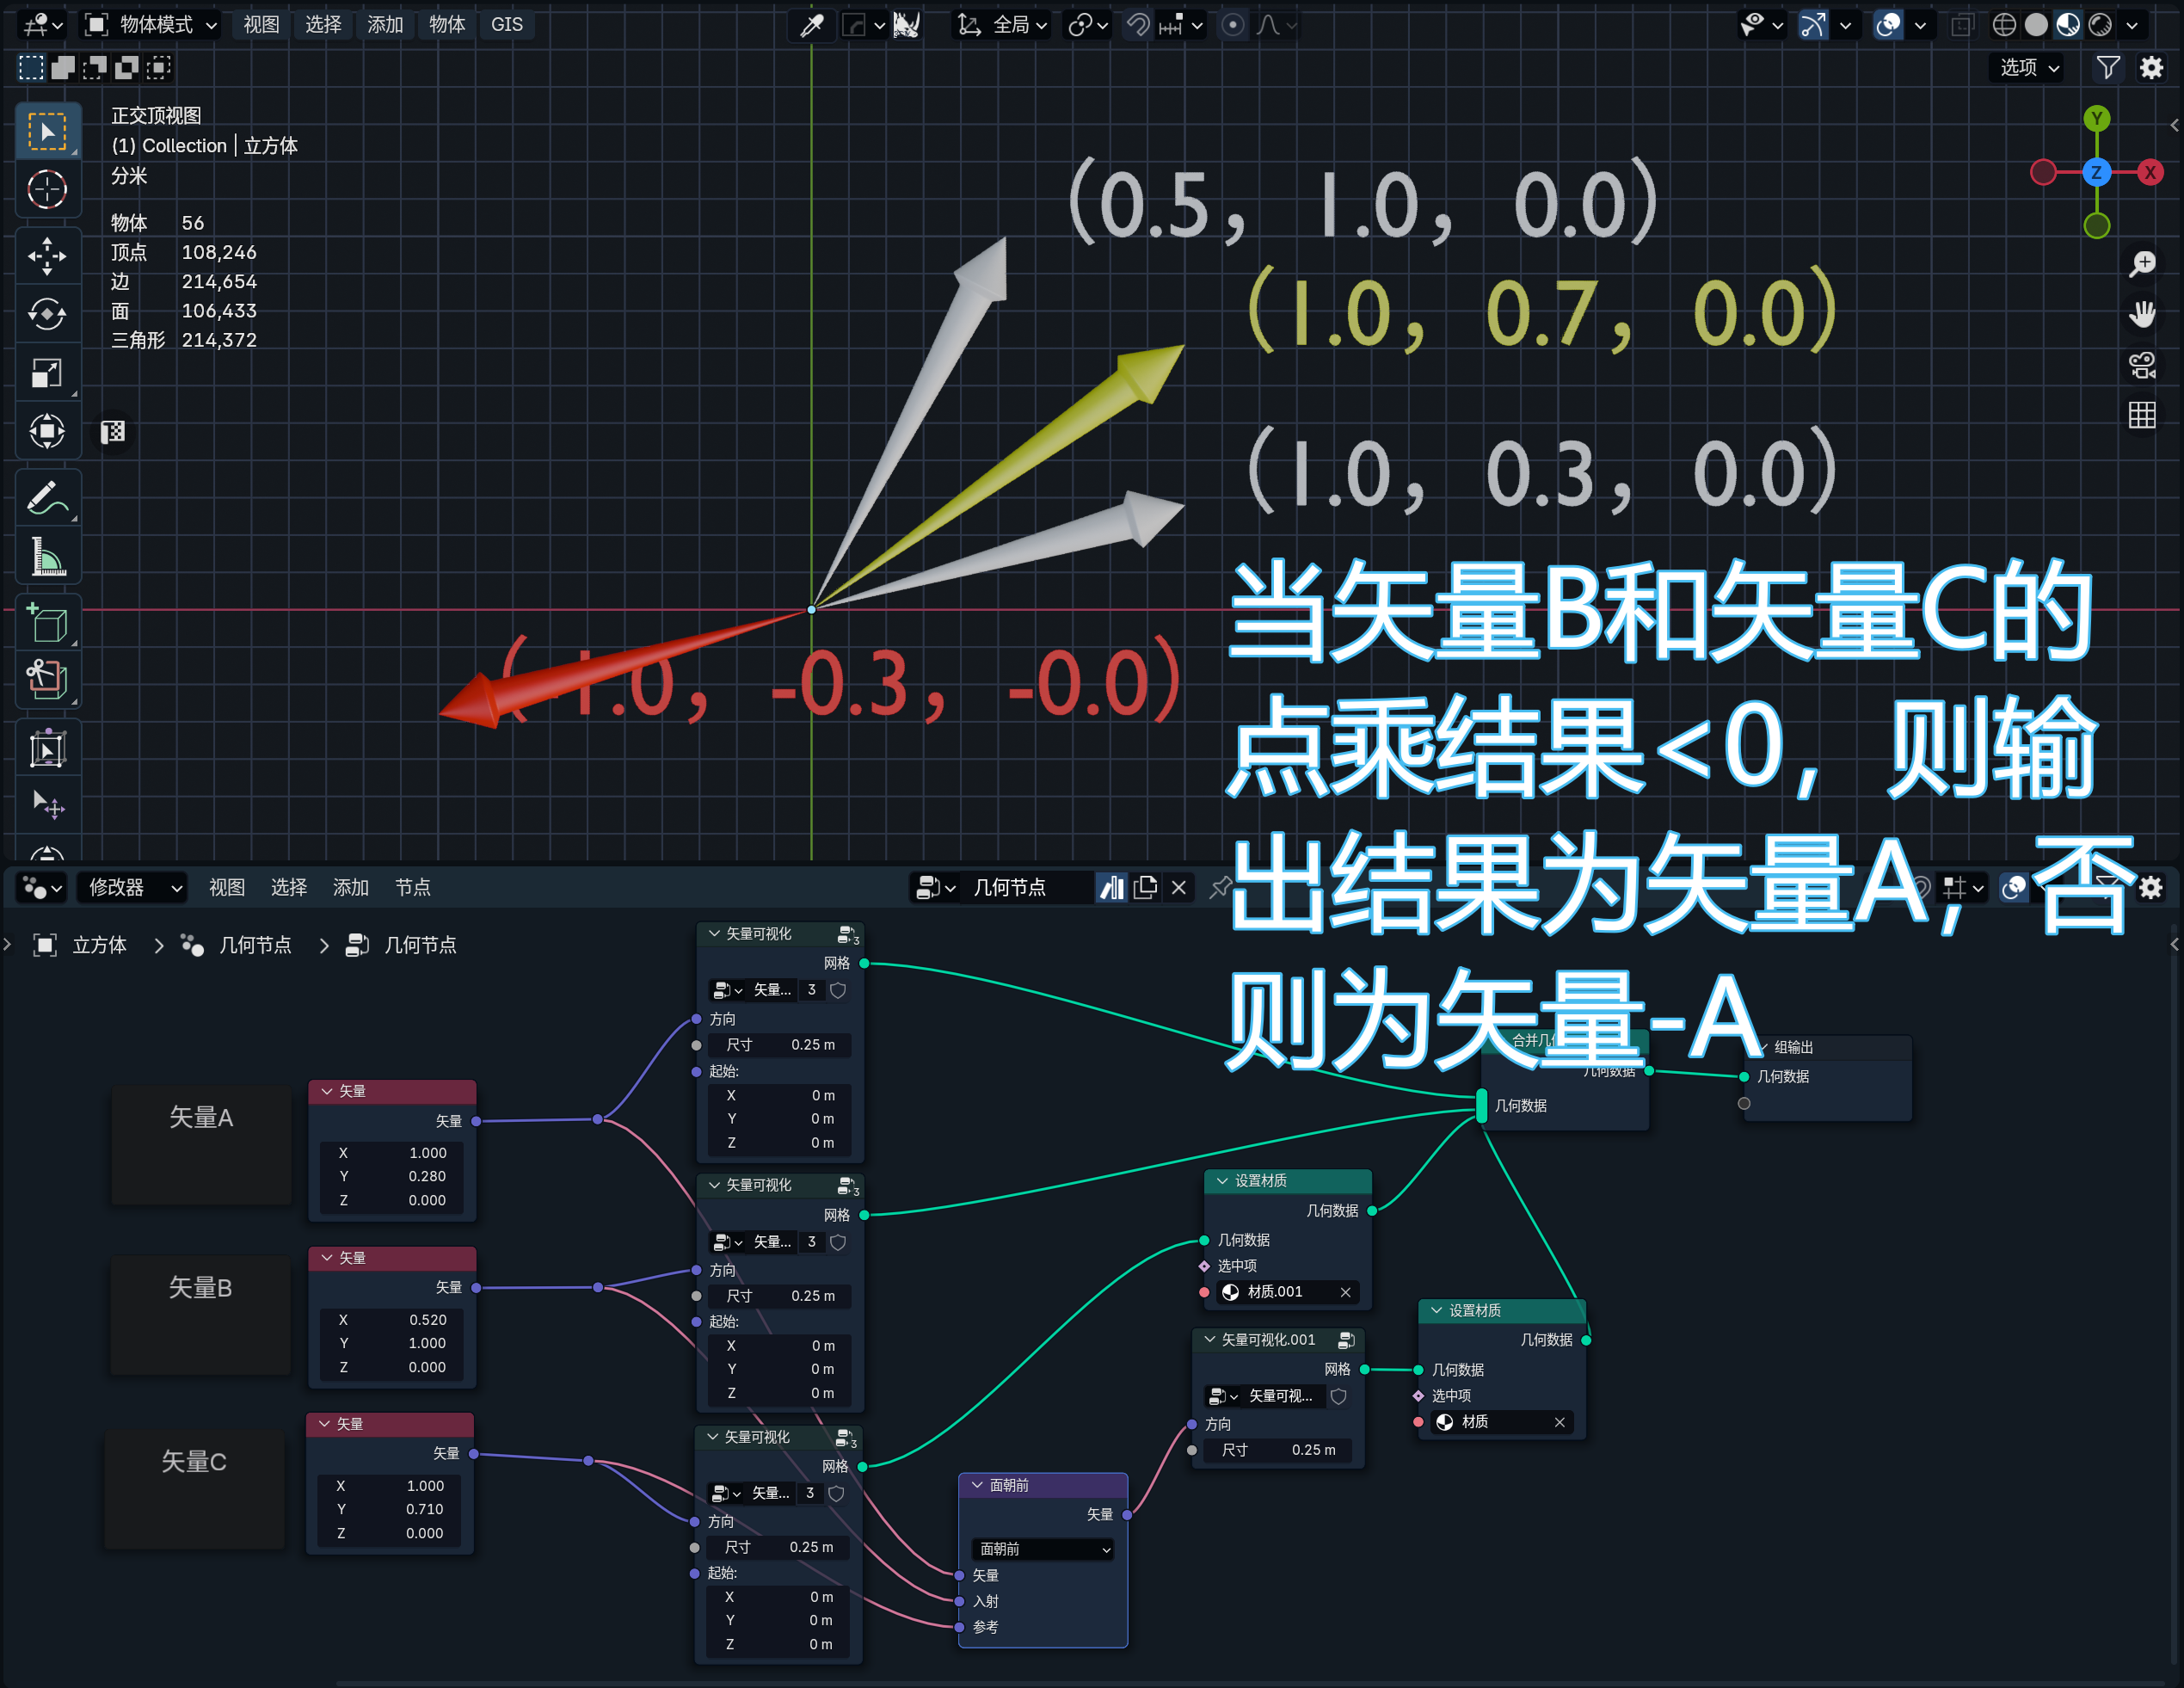 物体模式 视图 选择 添加 物体 GIS 全局
选项
正交顶视图
(1) Collection | 立方体
分米
物体 56
顶点 108,246
边 214,654
面 106,433
三角形 214,372
Y
Z
X
(0.5, 1.0, 0.0)
(1.0, 0.7, 0.0)
(1.0, 0.3, 0.0)
(-1.0, -0.3, -0.0)
当矢量B和矢量C的
点乘结果<0，则输
出结果为矢量A，否
则为矢量-A
修改器 视图 选择 添加 节点 几何节点
立方体 > 几何节点 > 几何节点
矢量A
矢量
矢量
X 1.000
Y 0.280
Z 0.000
矢量B
矢量
矢量
X 0.520
Y 1.000
Z 0.000
矢量C
矢量
矢量
X 1.000
Y 0.710
Z 0.000
矢量可视化 3
网格
矢量... 3
方向
尺寸 0.25 m
起始:
X 0 m
Y 0 m
Z 0 m
矢量可视化 3
网格
矢量... 3
方向
尺寸 0.25 m
起始:
X 0 m
Y 0 m
Z 0 m
矢量可视化 3
网格
矢量... 3
方向
尺寸 0.25 m
起始:
X 0 m
Y 0 m
Z 0 m
面朝前
矢量
面朝前
矢量
入射
参考
设置材质
几何数据
几何数据
选中项
材质.001
矢量可视化.001
网格
矢量可视...
方向
尺寸 0.25 m
设置材质
几何数据
几何数据
选中项
材质
合并几
几何数据
几何数据
组输出
几何数据